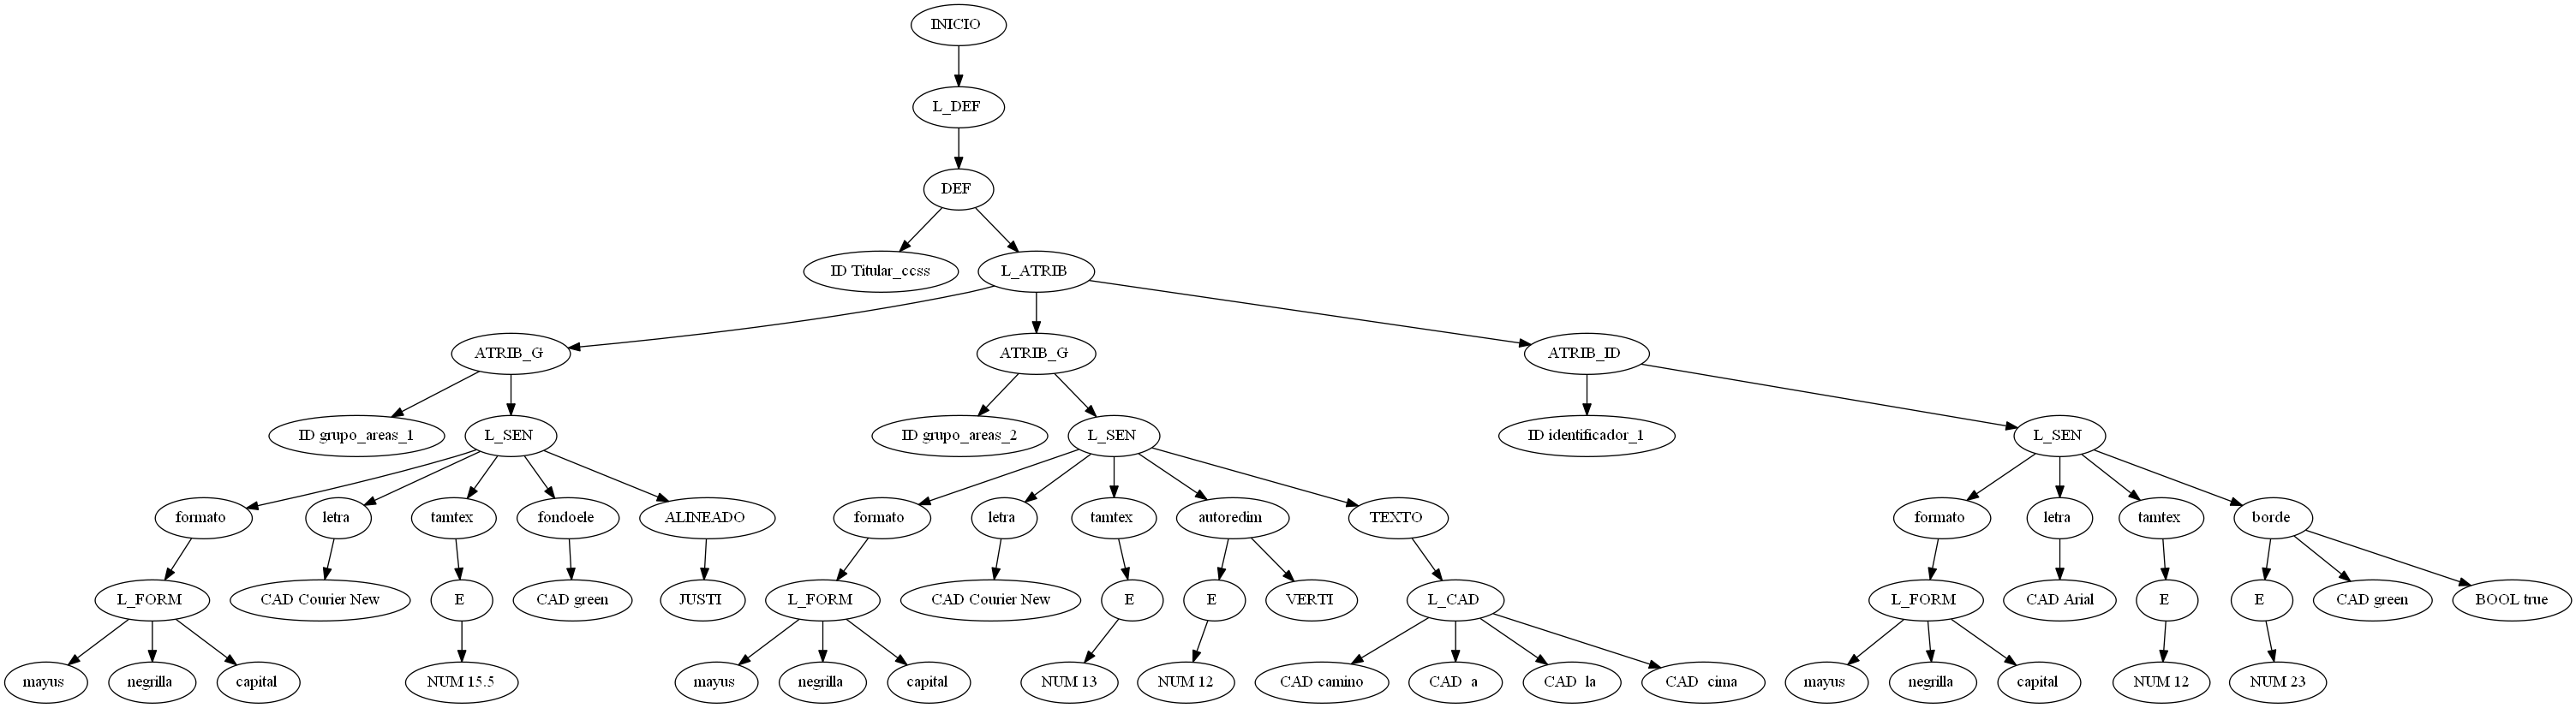 INICIO
L_DEF
DEF
ID Titular_ccss
L_ATRIB
ATRIB_G
ATRIB_G
ATRIB_ID
ID grupo_areas_1
L_SEN
ID grupo_areas_2
L_SEN
ID identificador_1
L_SEN
formato
letra
tamtex
fondoele
ALINEADO
formato
letra
tamtex
autoredim
TEXTO
formato
letra
tamtex
borde
L_FORM
CAD Courier New
E
CAD green
JUSTI
L_FORM
CAD Courier New
E
E
VERTI
L_CAD
L_FORM
CAD Arial
E
E
CAD green
BOOL true
mayus
negrilla
capital
NUM 15.5
mayus
negrilla
capital
NUM 13
NUM 12
CAD camino
CAD a
CAD la
CAD cima
mayus
negrilla
capital
NUM 12
NUM 23